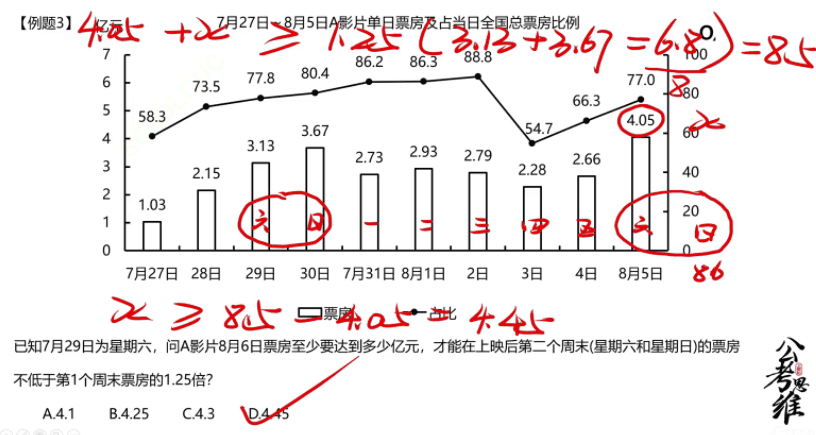 【例题3】 亿元 7月27日~8月5日A影片单日票房及占当日全国总票房比例
4.05 + x ≥ 1.25 (3.13+3.67 = 6.8) = 8.5
7 100
86.2 86.3 88.8
73.5 77.8 80.4 77.0
6 8 80
58.3 54.7 66.3
5 4.05 x
4 60
3.67
3.13
3 2.73 2.93 2.79 2.66 40
2.15 2.28
2 20
1.03
1 六 日 一 二 三 四 五 六 日
0 0
7月27日 28日 29日 30日 7月31日 8月1日 2日 3日 4日 8月5日 86
票房 占比
x ≥ 8.5 - 4.05 = 4.45
已知7月29日为星期六，问A影片8月6日票房至少要达到多少亿元，才能在上映后第二个周末(星期六和星期日)的票房
不低于第1个周末票房的1.25倍?
A.4.1 B.4.25 C.4.3 D.4.45
公考思维